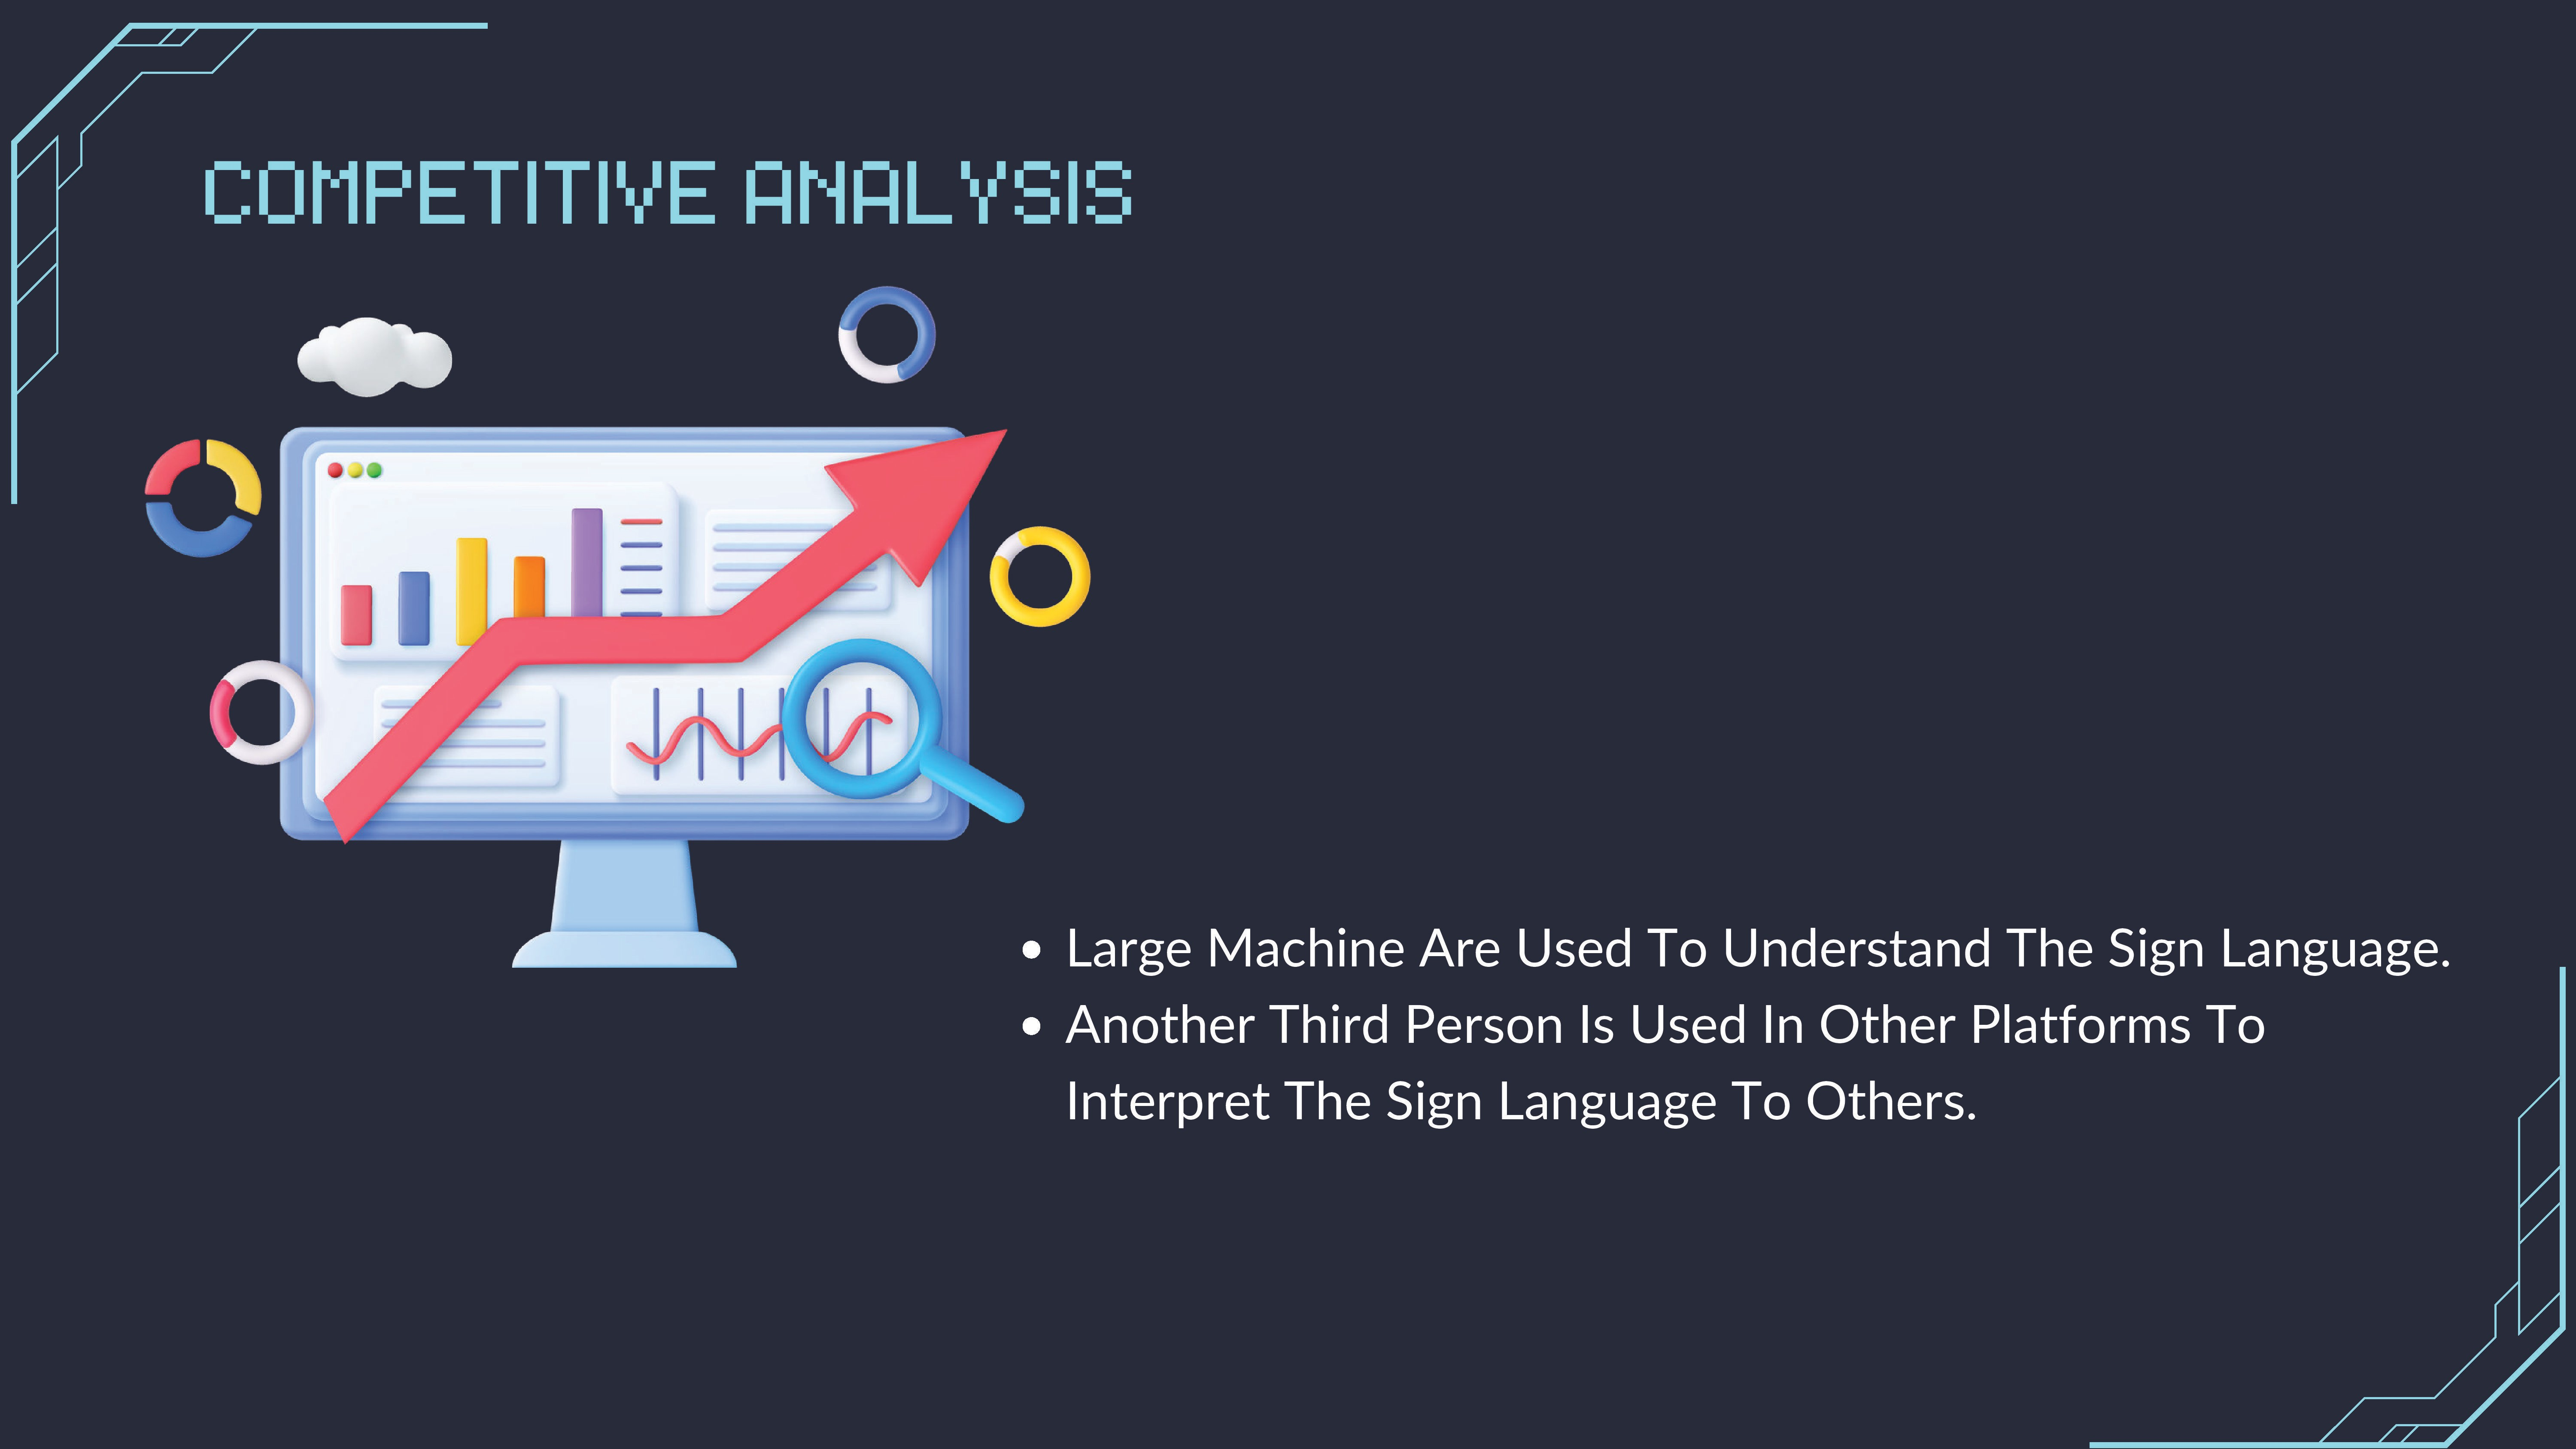 COMPETITIVE ANALYSIS
• Large Machine Are Used To Understand The Sign Language.
• Another Third Person Is Used In Other Platforms To
Interpret The Sign Language To Others.